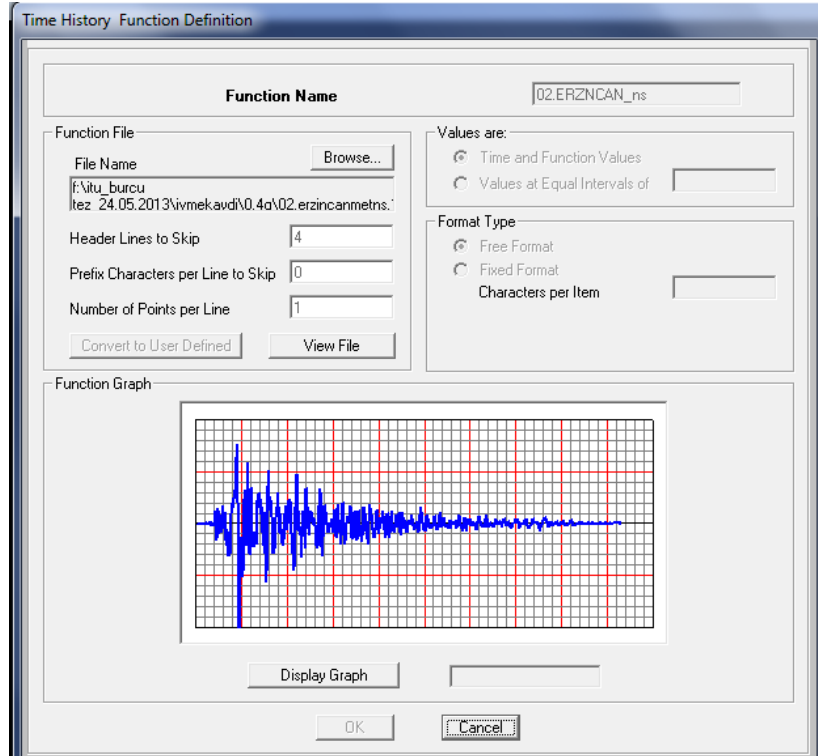 Time History Function Definition
Function Name
02.ERZNCAN_ns
Function File
File Name
Browse...
f:\itu_burcu
tez_24.05.2013\ivmekavdi\0.4g\02.erzincanmetns.
Header Lines to Skip
4
Prefix Characters per Line to Skip
0
Number of Points per Line
1
Convert to User Defined
View File
Values are:
Time and Function Values
Values at Equal Intervals of
Format Type
Free Format
Fixed Format
Characters per Item
Function Graph
Display Graph
OK
Cancel